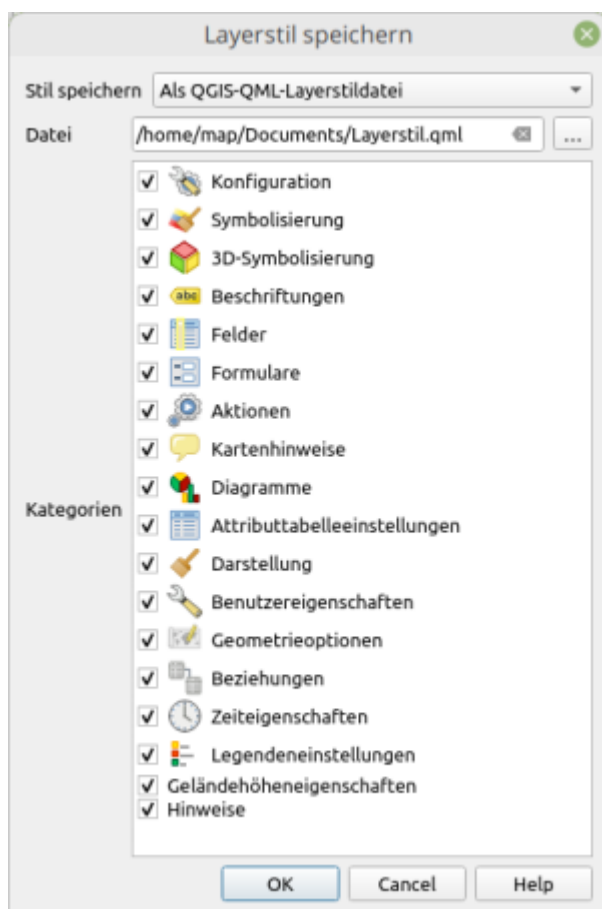 Layerstil speichern
Stil speichern Als QGIS-QML-Layerstildatei
Datei /home/map/Documents/Layerstil.qml ...
Konfiguration
Symbolisierung
3D-Symbolisierung
abc Beschriftungen
Felder
Formulare
Aktionen
Kartenhinweise
Diagramme
Kategorien
Attributtabelleeinstellungen
Darstellung
Benutzereigenschaften
Geometrieoptionen
Beziehungen
Zeiteigenschaften
Legendeneinstellungen
Geländehöheneigenschaften
Hinweise
OK Cancel Help